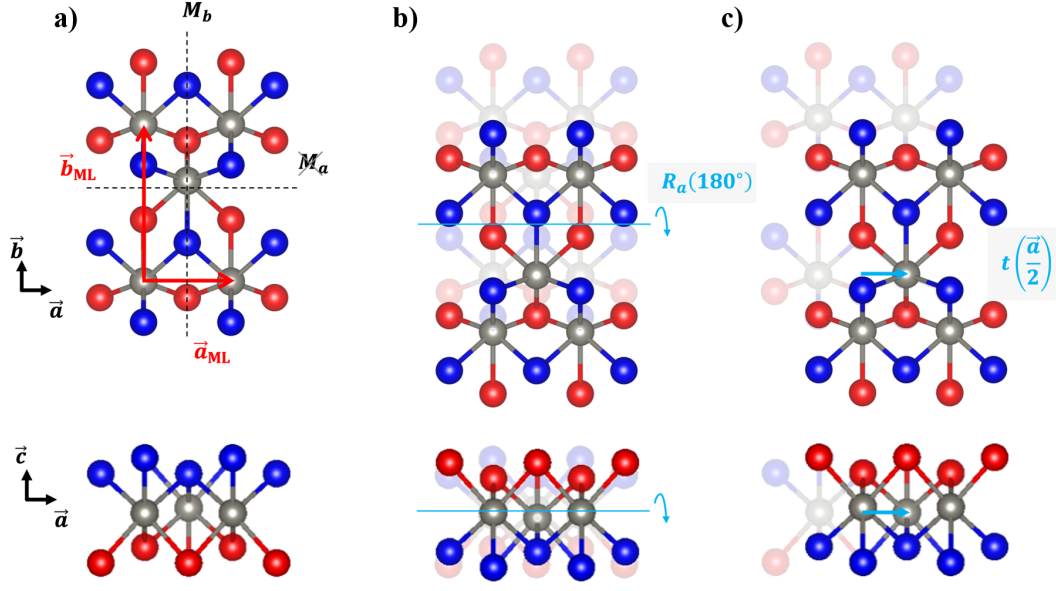 a)
M_b
b)
c)
M_a
b⃗_ML
R_a(180°)
b⃗
t(a⃗/2)
a⃗
a⃗_ML
c⃗
a⃗